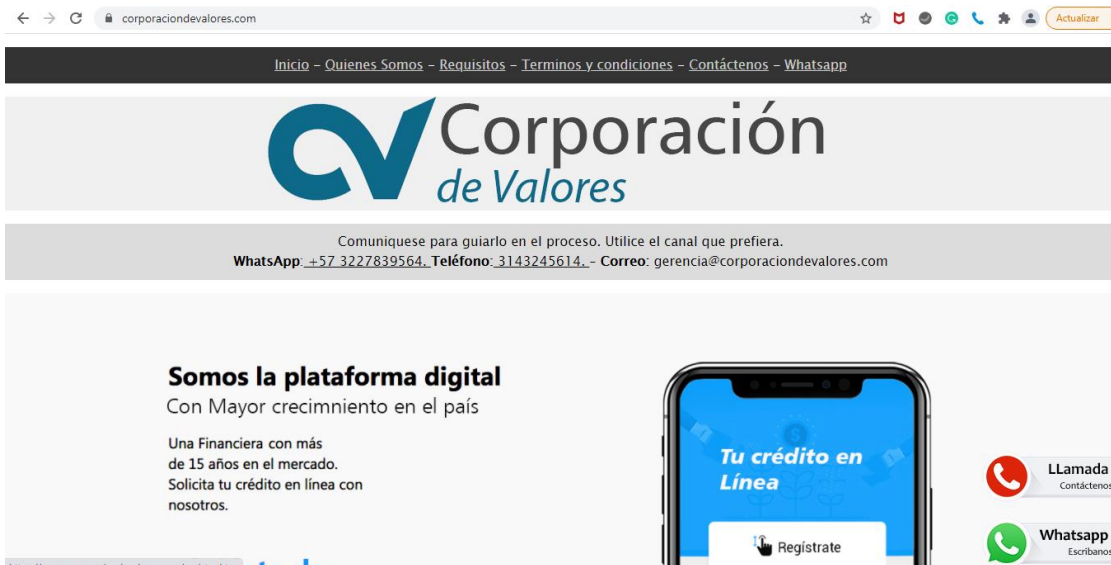 corporaciondevalores.com
Actualizar
Inicio – Quienes Somos – Requisitos – Terminos y condiciones – Contáctenos – Whatsapp
CV Corporación
de Valores
Comuniquese para guiarlo en el proceso. Utilice el canal que prefiera.
WhatsApp: +57 3227839564. Teléfono: 3143245614. – Correo: gerencia@corporaciondevalores.com
Somos la plataforma digital
Con Mayor crecimniento en el país
Una Financiera con más
de 15 años en el mercado.
Solicita tu crédito en línea con
nosotros.
Tu crédito en
Línea
Regístrate
LLamada
Contáctenos
Whatsapp
Escribanos